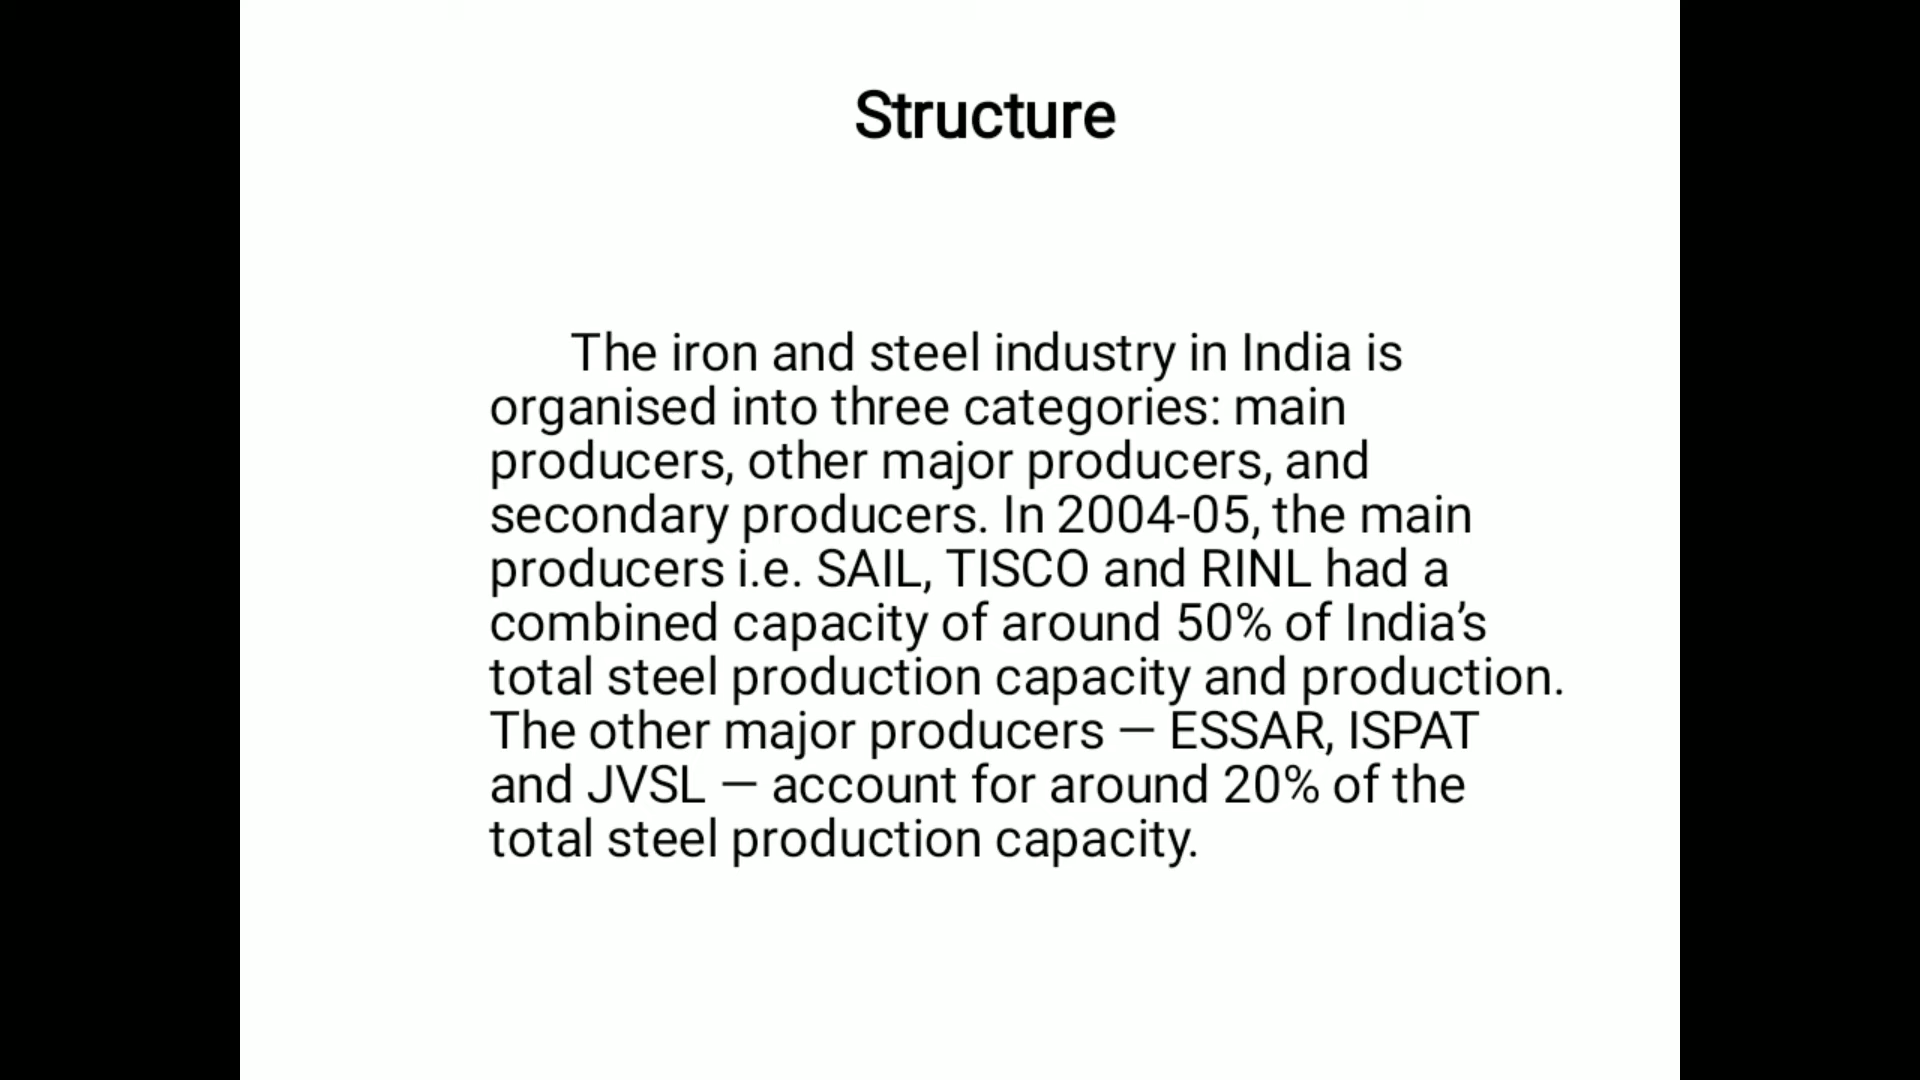 Structure
The iron and steel industry in India is
organised into three categories: main
producers, other major producers, and
secondary producers. In 2004-05, the main
producers i.e. SAIL, TISCO and RINL had a
combined capacity of around 50% of India’s
total steel production capacity and production.
The other major producers — ESSAR, ISPAT
and JVSL — account for around 20% of the
total steel production capacity.